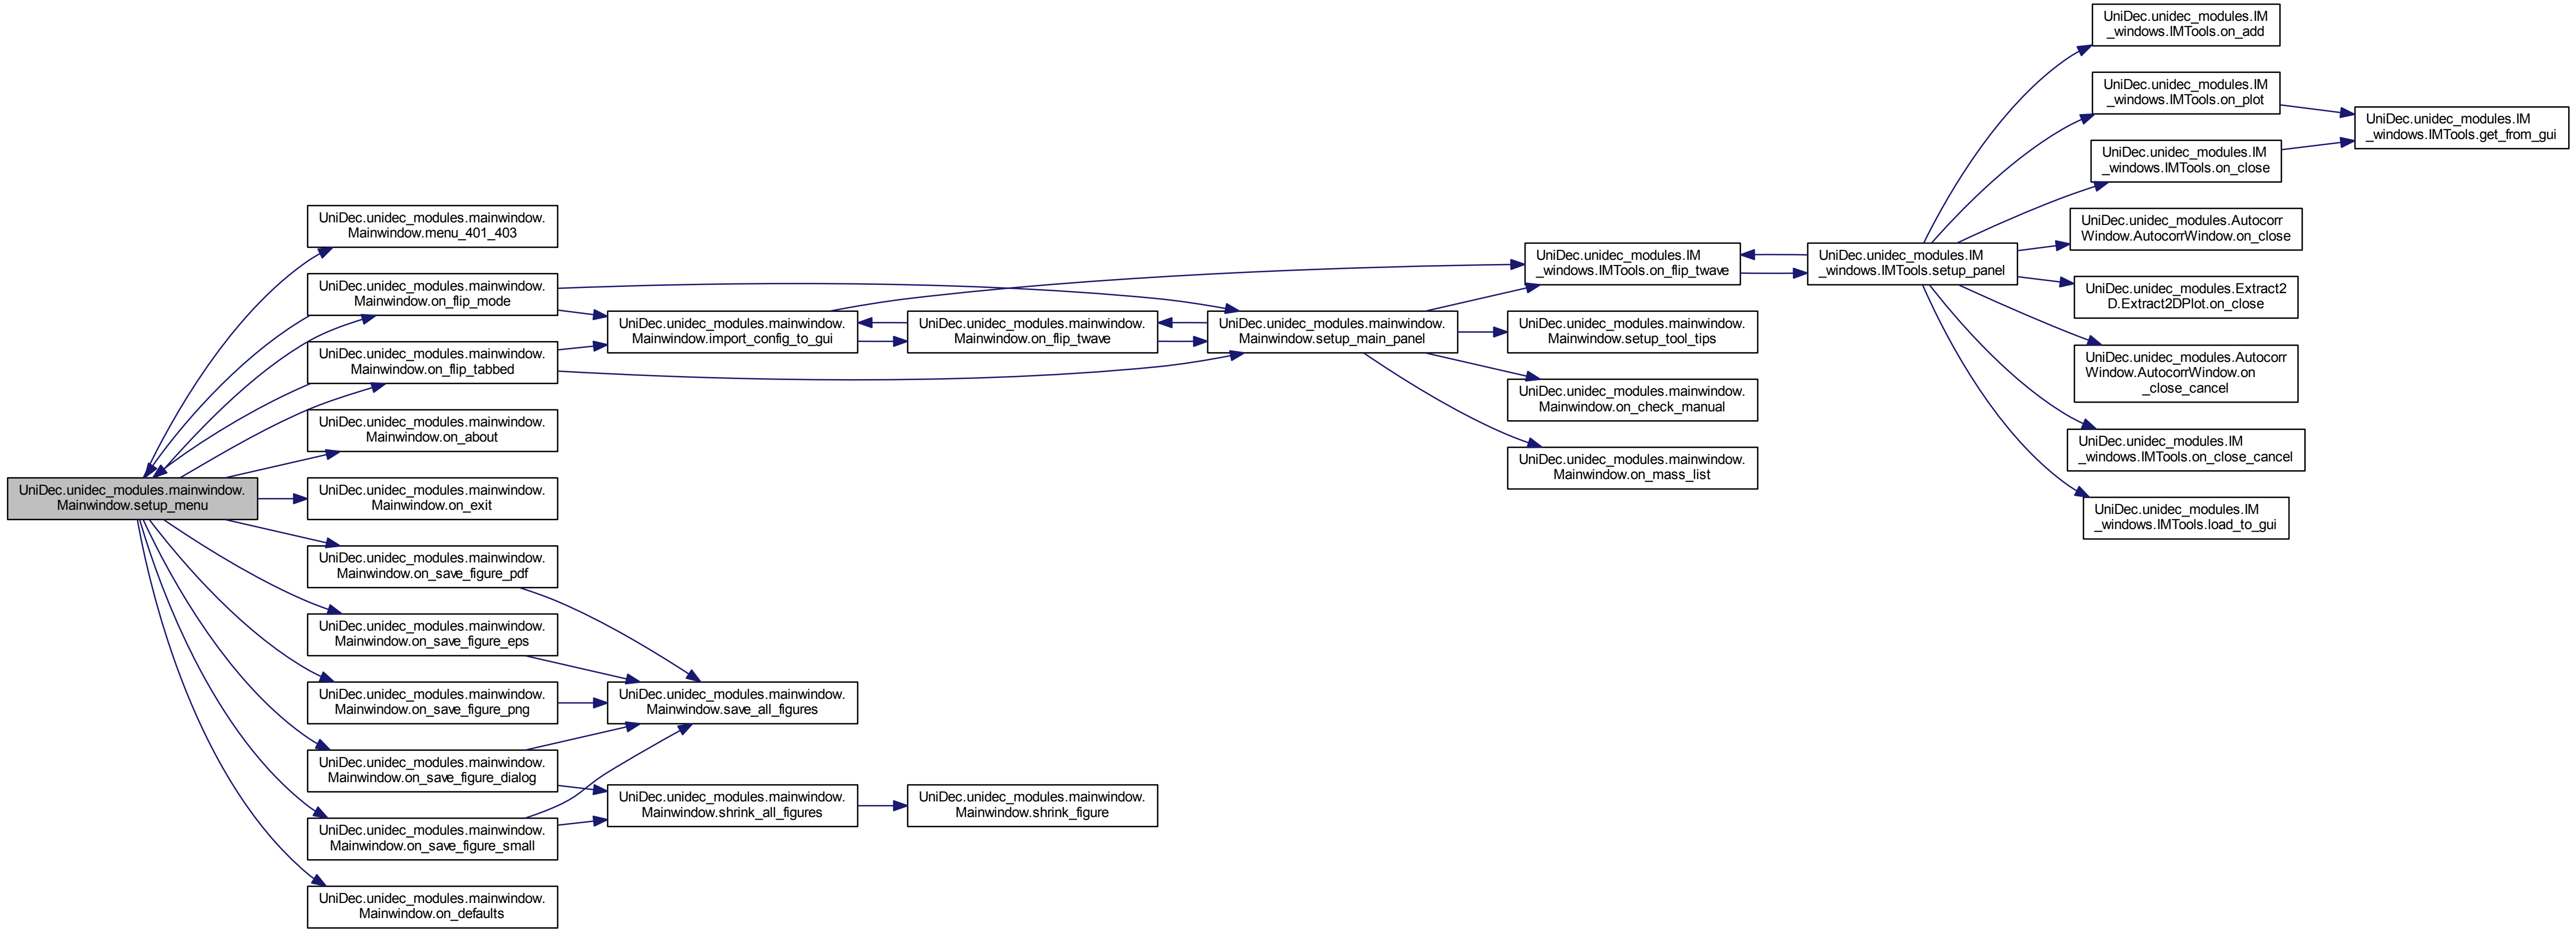 UniDec.unidec_modules.mainwindow.
Mainwindow.setup_menu
UniDec.unidec_modules.mainwindow.
Mainwindow.menu_401_403
UniDec.unidec_modules.mainwindow.
Mainwindow.on_flip_mode
UniDec.unidec_modules.mainwindow.
Mainwindow.on_flip_tabbed
UniDec.unidec_modules.mainwindow.
Mainwindow.on_about
UniDec.unidec_modules.mainwindow.
Mainwindow.on_exit
UniDec.unidec_modules.mainwindow.
Mainwindow.on_save_figure_pdf
UniDec.unidec_modules.mainwindow.
Mainwindow.on_save_figure_eps
UniDec.unidec_modules.mainwindow.
Mainwindow.on_save_figure_png
UniDec.unidec_modules.mainwindow.
Mainwindow.on_save_figure_dialog
UniDec.unidec_modules.mainwindow.
Mainwindow.on_save_figure_small
UniDec.unidec_modules.mainwindow.
Mainwindow.on_defaults
UniDec.unidec_modules.mainwindow.
Mainwindow.import_config_to_gui
UniDec.unidec_modules.mainwindow.
Mainwindow.save_all_figures
UniDec.unidec_modules.mainwindow.
Mainwindow.shrink_all_figures
UniDec.unidec_modules.mainwindow.
Mainwindow.on_flip_twave
UniDec.unidec_modules.mainwindow.
Mainwindow.shrink_figure
UniDec.unidec_modules.mainwindow.
Mainwindow.setup_main_panel
UniDec.unidec_modules.IM
_windows.IMTools.on_flip_twave
UniDec.unidec_modules.mainwindow.
Mainwindow.setup_tool_tips
UniDec.unidec_modules.mainwindow.
Mainwindow.on_check_manual
UniDec.unidec_modules.mainwindow.
Mainwindow.on_mass_list
UniDec.unidec_modules.IM
_windows.IMTools.setup_panel
UniDec.unidec_modules.IM
_windows.IMTools.on_add
UniDec.unidec_modules.IM
_windows.IMTools.on_plot
UniDec.unidec_modules.IM
_windows.IMTools.on_close
UniDec.unidec_modules.Autocorr
Window.AutocorrWindow.on_close
UniDec.unidec_modules.Extract2
D.Extract2DPlot.on_close
UniDec.unidec_modules.Autocorr
Window.AutocorrWindow.on
_close_cancel
UniDec.unidec_modules.IM
_windows.IMTools.on_close_cancel
UniDec.unidec_modules.IM
_windows.IMTools.load_to_gui
UniDec.unidec_modules.IM
_windows.IMTools.get_from_gui